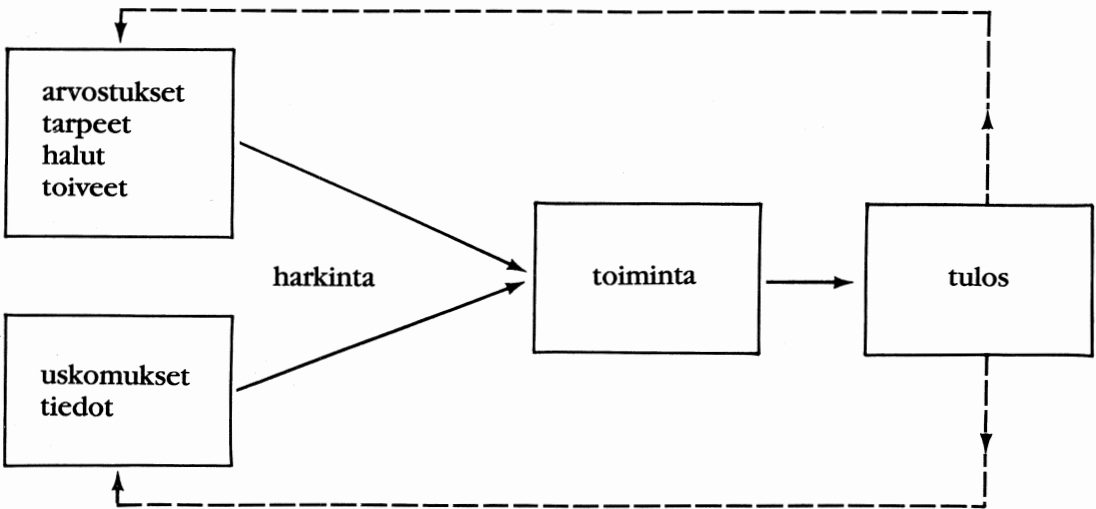 arvostukset
tarpeet
halut
toiveet
harkinta
toiminta
tulos
uskomukset
tiedot